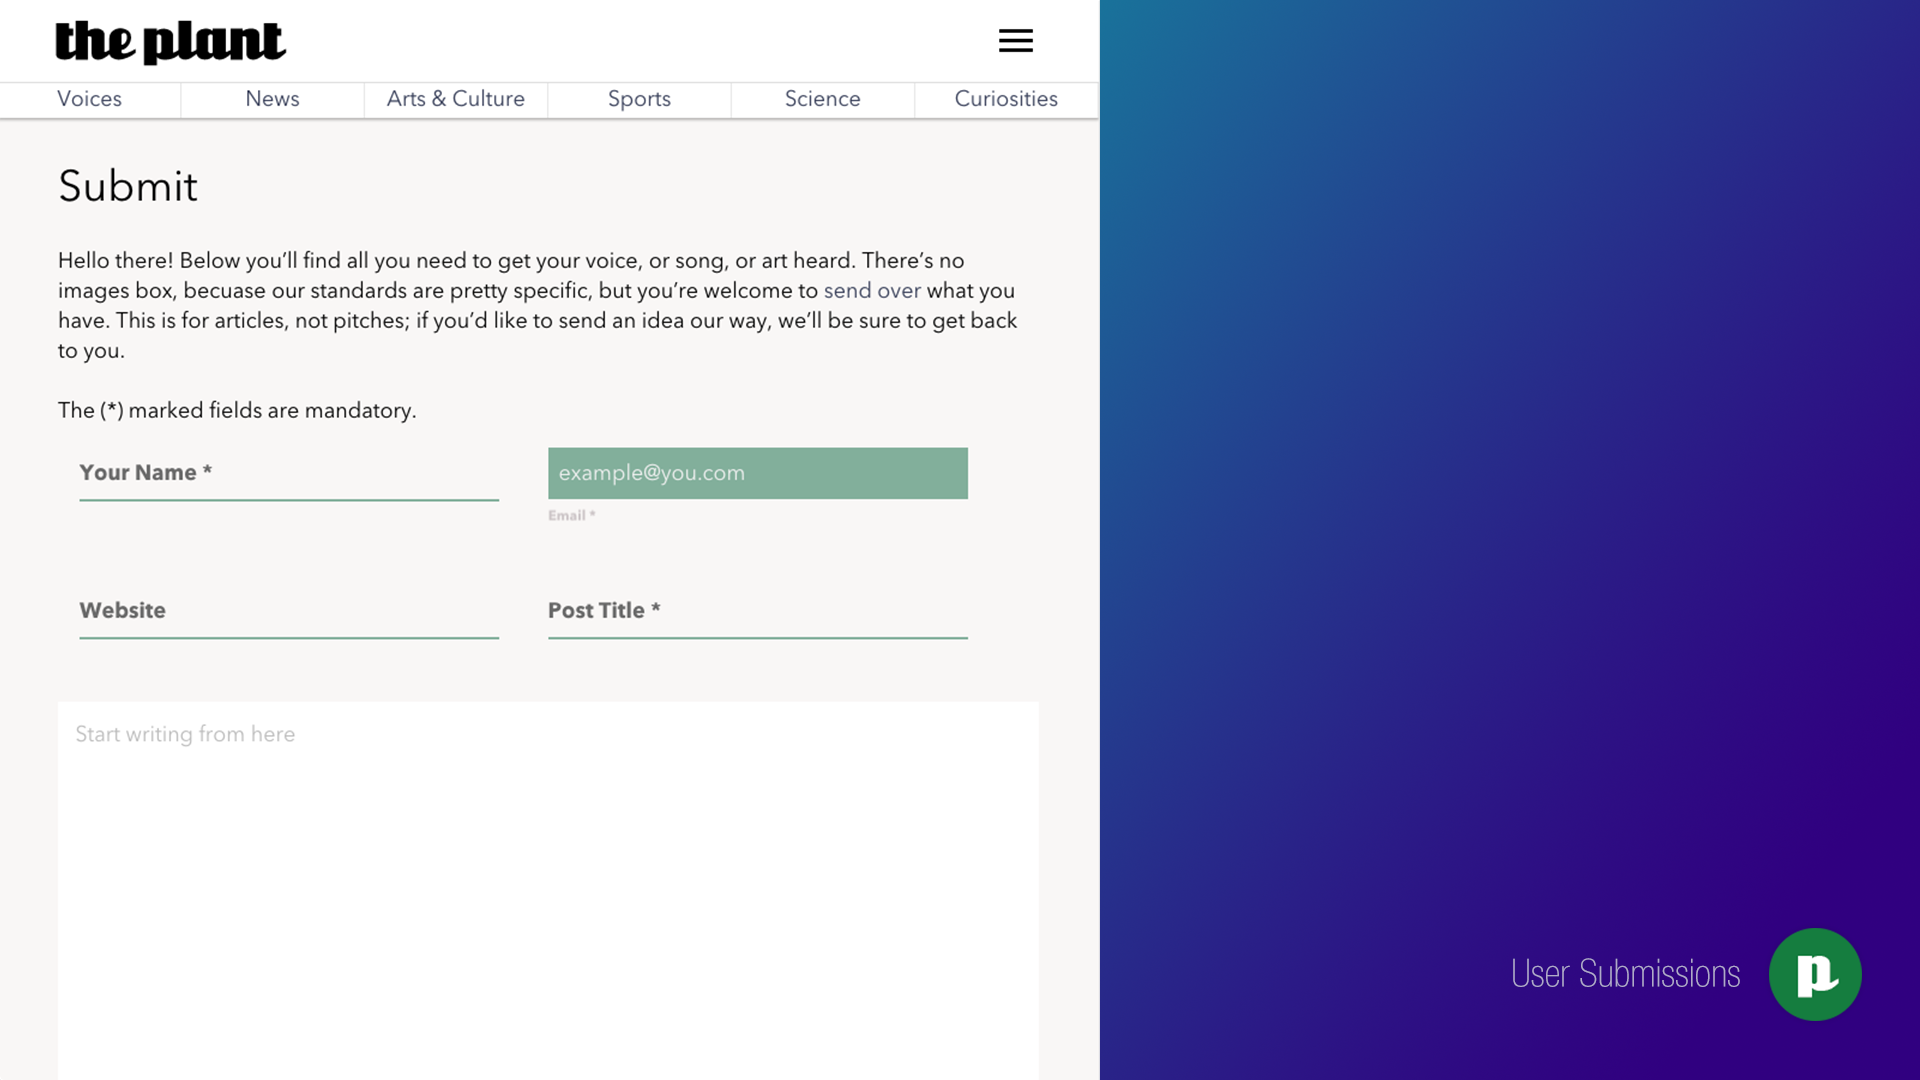 the plant
Voices
News
Arts & Culture
Sports
Science
Curiosities
Submit
Hello there! Below you’ll find all you need to get your voice, or song, or art heard. There’s no
images box, becuase our standards are pretty specific, but you’re welcome to send over what you
have. This is for articles, not pitches; if you’d like to send an idea our way, we’ll be sure to get back
to you.
The (*) marked fields are mandatory.
Your Name *
example@you.com
Email *
Website
Post Title *
Start writing from here
User Submissions
p